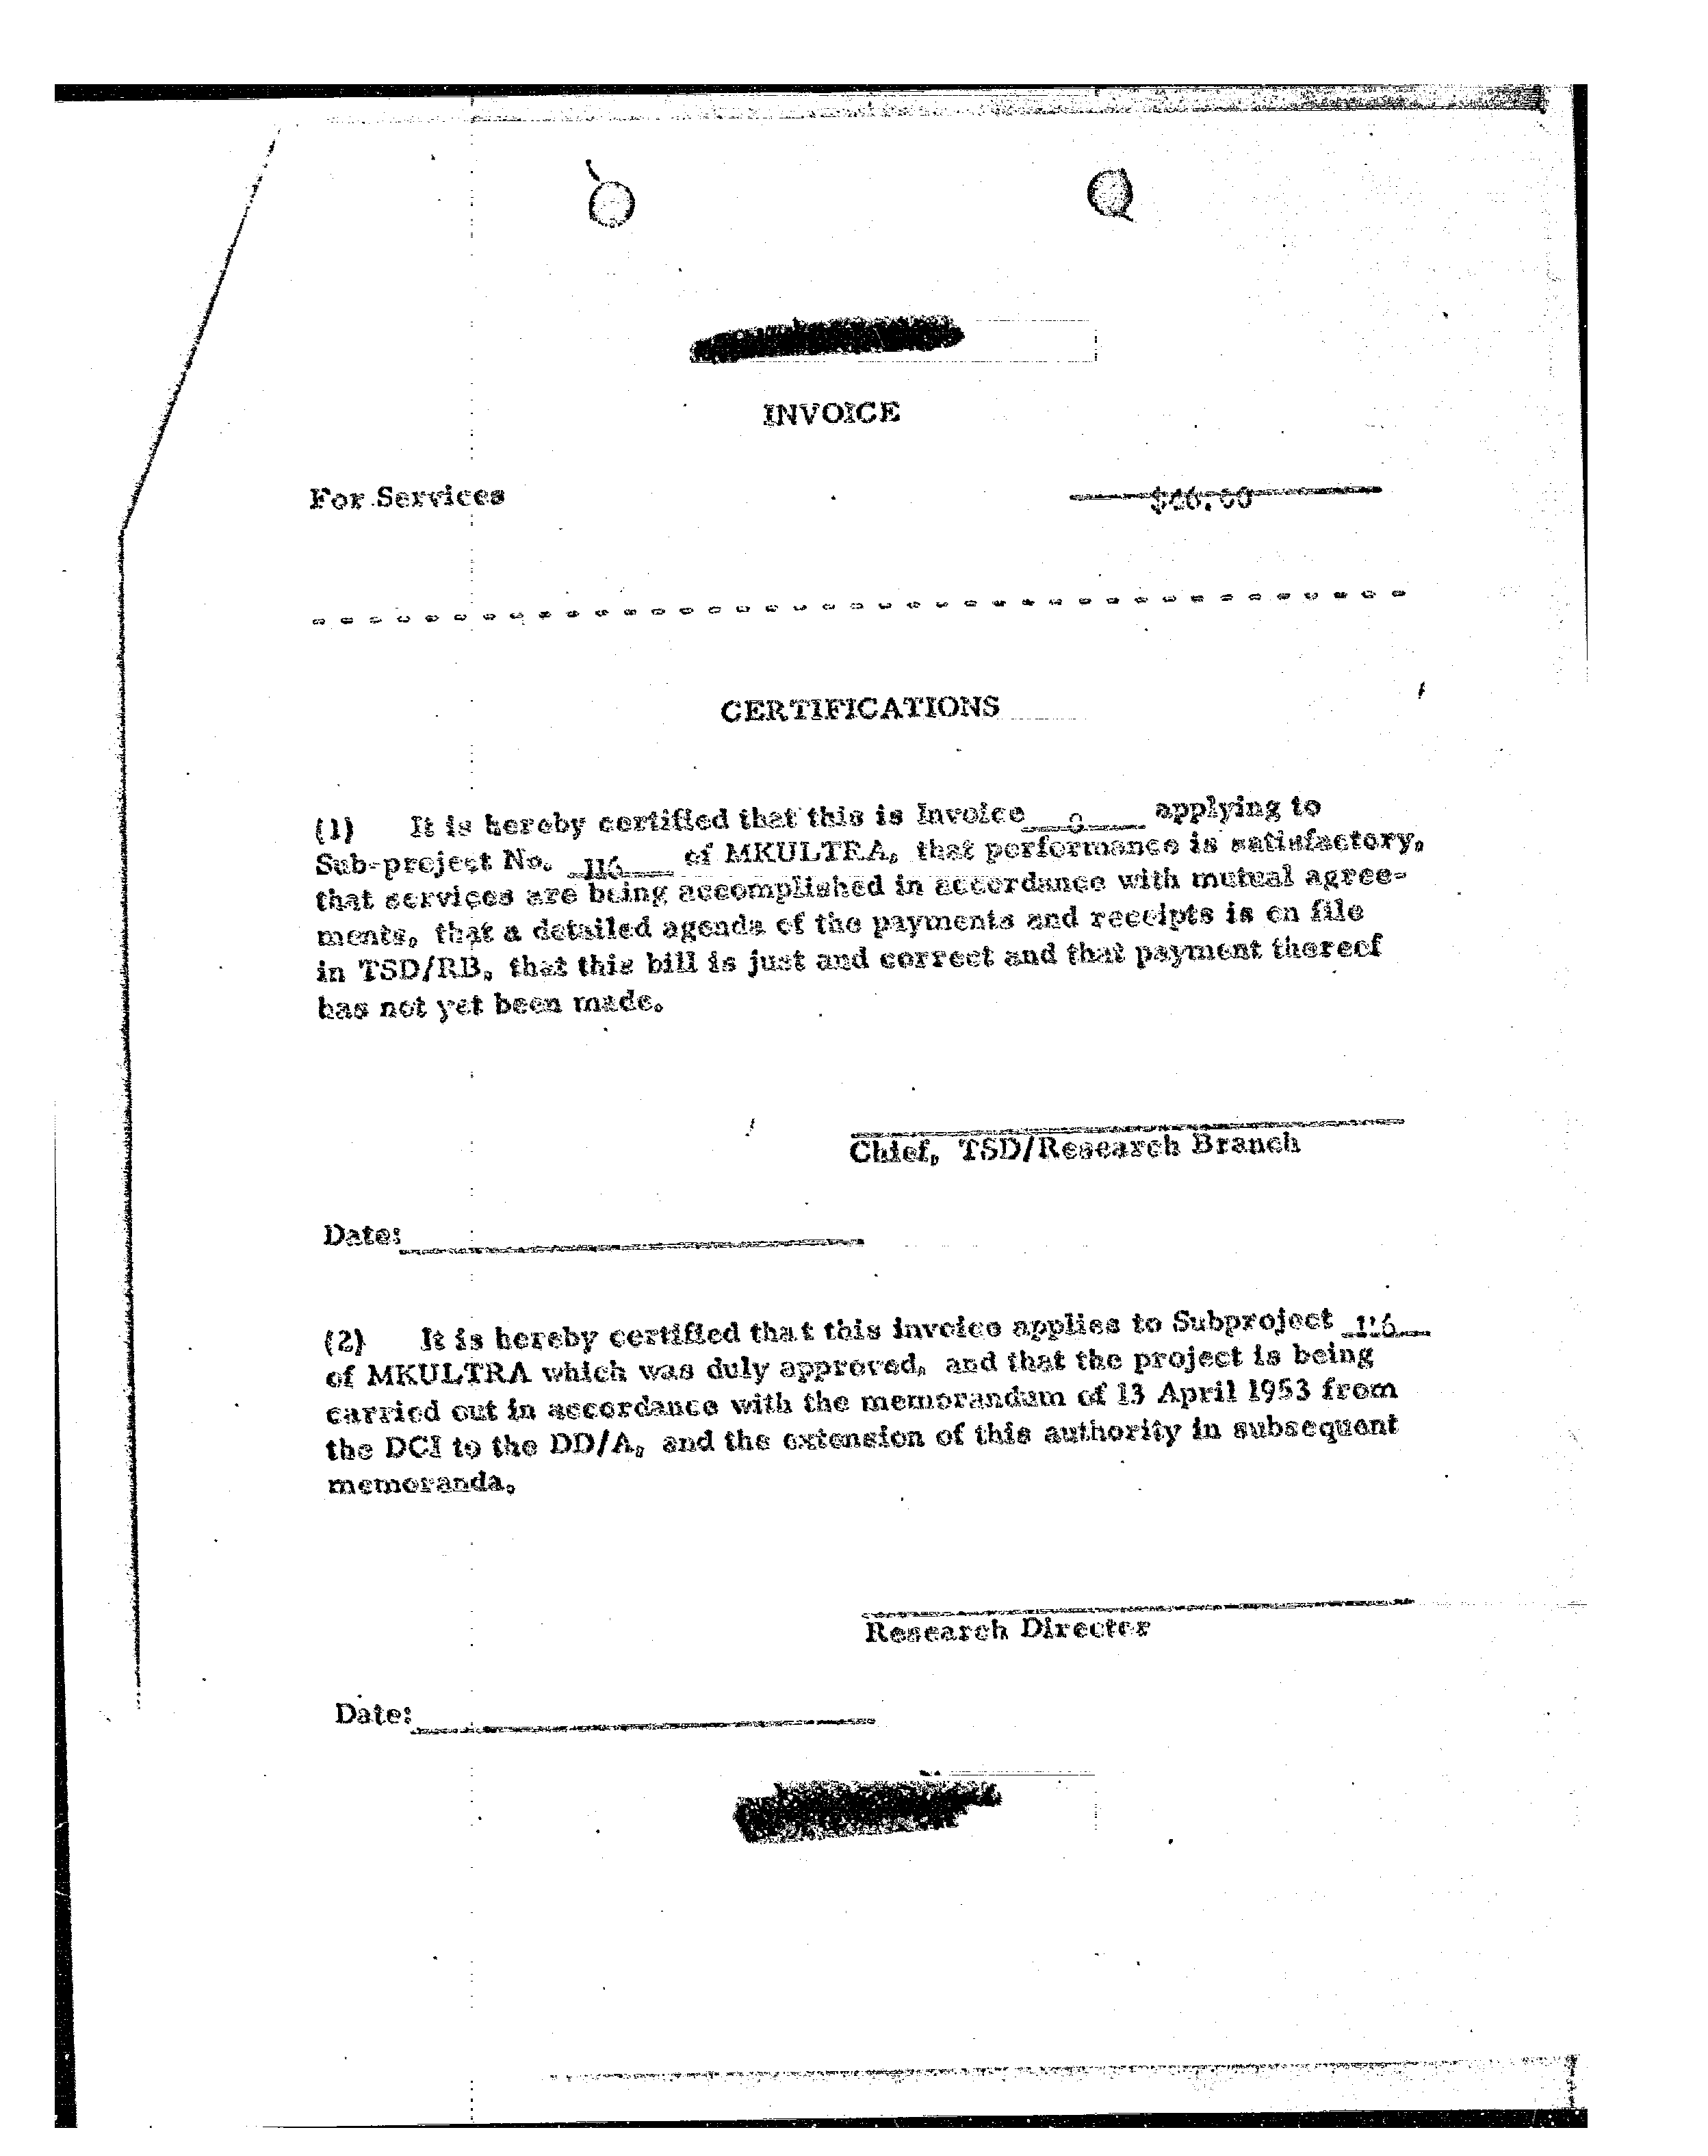 INVOICE
For Services
CERTIFICATIONS
(1) It is hereby certified that this is Invoice applying to
Sub-project No. 116 of MKULTRA, that performance is satisfactory,
that services are being accomplished in accordance with mutual agree-
ments, that a detailed agenda of the payments and receipts is on file
in TSD/RB, that this bill is just and correct and that payment thereof
has not yet been made.
Chief, TSD/Research Branch
Date:
(2) It is hereby certified that this invoice applies to Subproject 116
of MKULTRA which was duly approved, and that the project is being
carried out in accordance with the memorandum of 13 April 1953 from
the DCI to the DD/A, and the extension of this authority in subsequent
memoranda.
Research Director
Date: